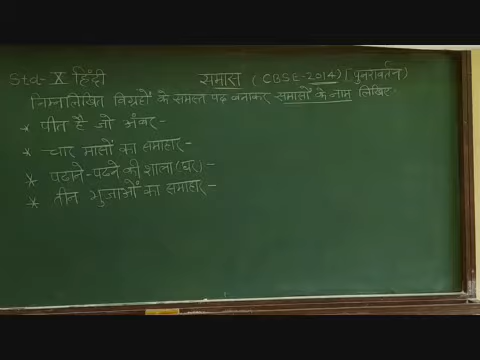 Std- X हिंदी समास ( CBSE-2014) [पुनरावर्तन)
निम्नलिखित विग्रहों के समस्त पद बनाकर समासों के नाम लिखिए-
* पीत है जो अंबर -
* चार मासों का समाहार -
* पढ़ाने-पढ़ने की शाला (घर) -
* तीन भुजाओं का समाहार -